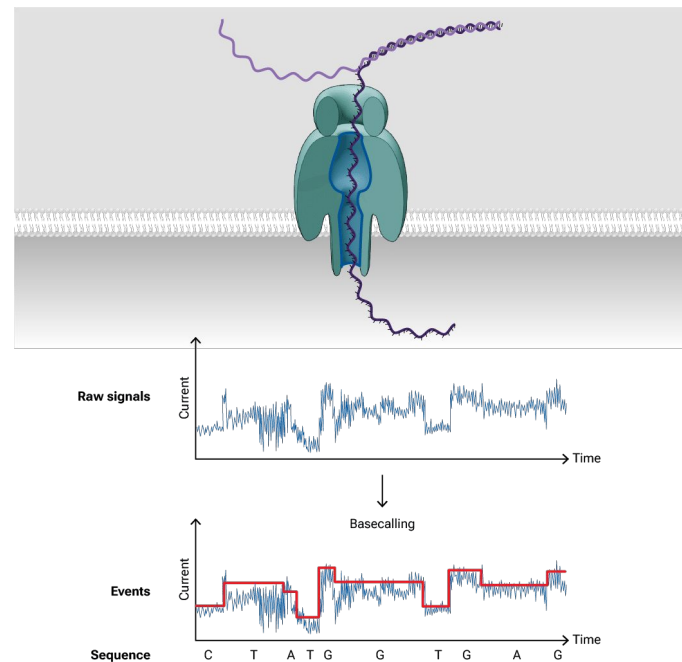 Raw signals
Current
Time
Basecalling
Events
Current
Time
Sequence C T A T G G T G A G